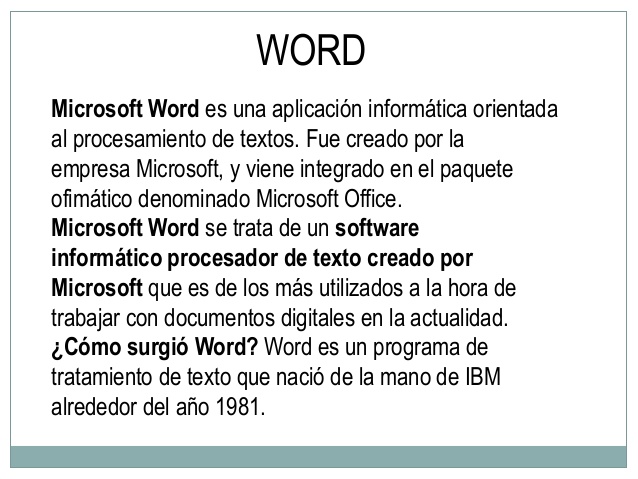 WORD
Microsoft Word es una aplicación informática orientada
al procesamiento de textos. Fue creado por la
empresa Microsoft, y viene integrado en el paquete
ofimático denominado Microsoft Office.
Microsoft Word se trata de un software
informático procesador de texto creado por
Microsoft que es de los más utilizados a la hora de
trabajar con documentos digitales en la actualidad.
¿Cómo surgió Word? Word es un programa de
tratamiento de texto que nació de la mano de IBM
alrededor del año 1981.